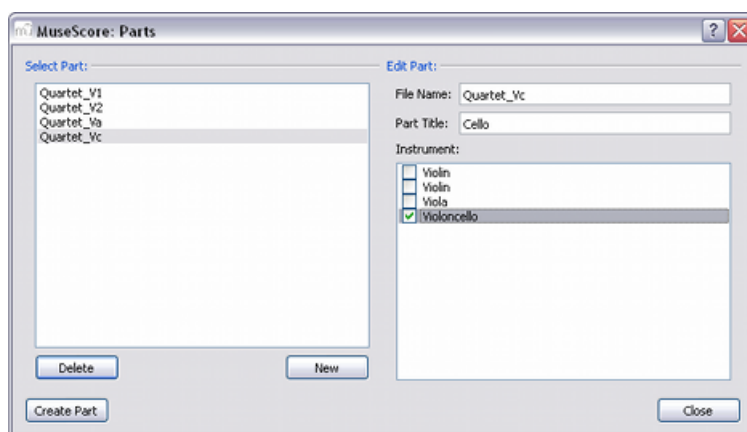 MuseScore: Parts
Select Part:
Quartet_V1
Quartet_V2
Quartet_Va
Quartet_Vc
Delete
New
Create Part
Edit Part:
File Name: Quartet_Vc
Part Title: Cello
Instrument:
Violin
Violin
Viola
Violoncello
Close